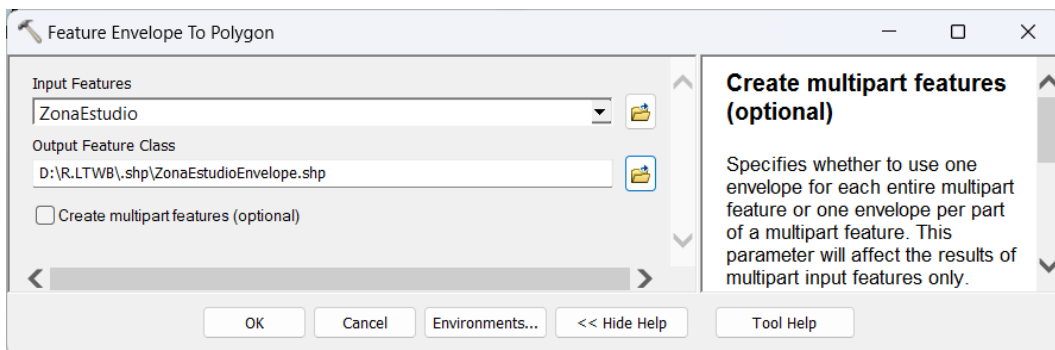 Feature Envelope To Polygon
Input Features
ZonaEstudio
Output Feature Class
D:\R.LTWB\.shp\ZonaEstudioEnvelope.shp
Create multipart features (optional)
Create multipart features
(optional)
Specifies whether to use one
envelope for each entire multipart
feature or one envelope per part
of a multipart feature. This
parameter will affect the results of
multipart input features only.
OK
Cancel
Environments...
<< Hide Help
Tool Help